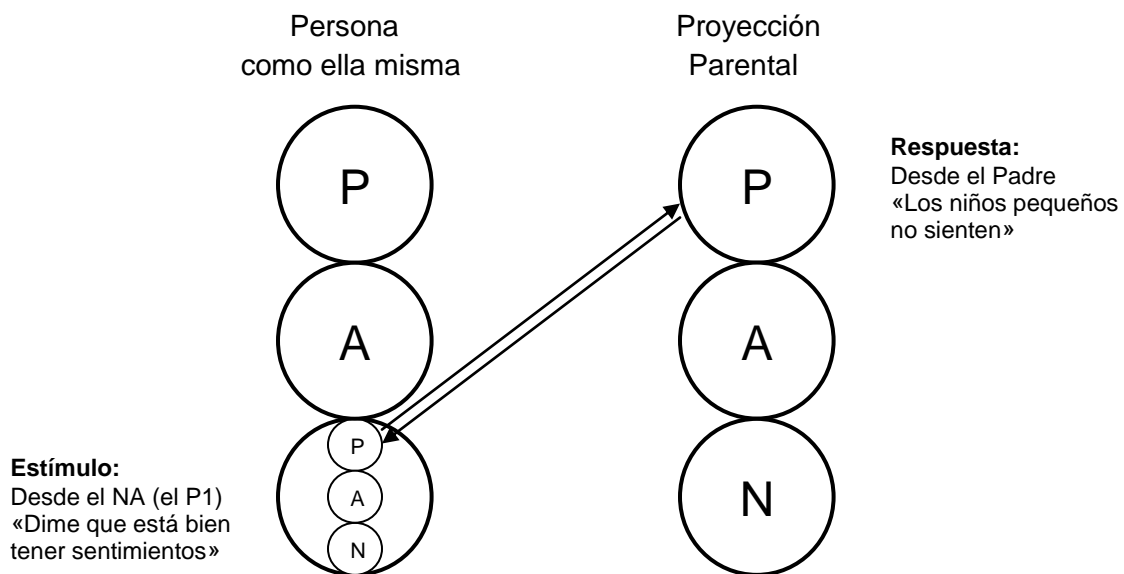 Persona
como ella misma
Proyección
Parental
P
P
Respuesta:
Desde el Padre
«Los niños pequeños
no sienten»
A
A
P
A
N
N
Estímulo:
Desde el NA (el P1)
«Dime que está bien
tener sentimientos»